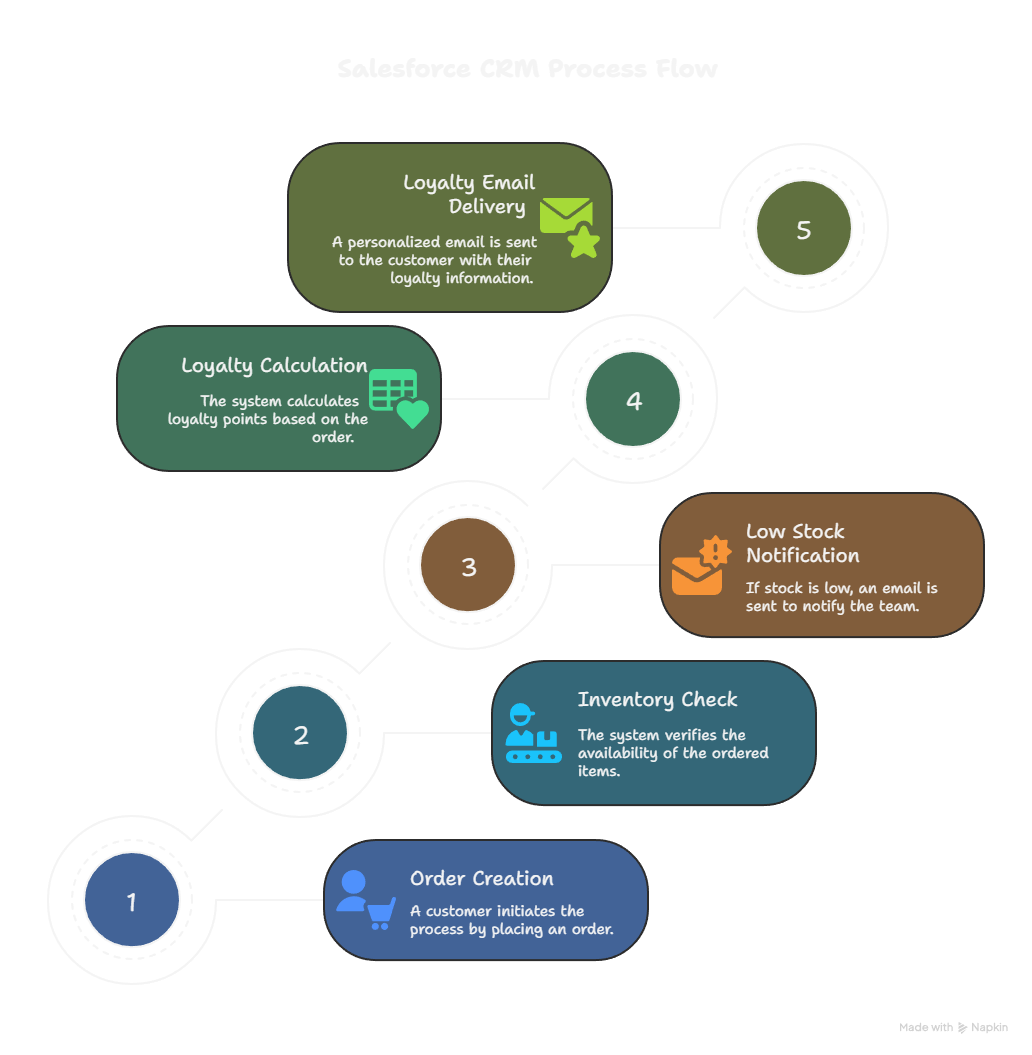 Salesforce CRM Process Flow
Loyalty Email
Delivery
A personalized email is sent
to the customer with their
loyalty information.
5
Loyalty Calculation
The system calculates
loyalty points based on the
order.
4
3
Low Stock
Notification
If stock is low, an email is
sent to notify the team.
2
Inventory Check
The system verifies the
availability of the ordered
items.
1
Order Creation
A customer initiates the
process by placing an order.
Made with Napkin